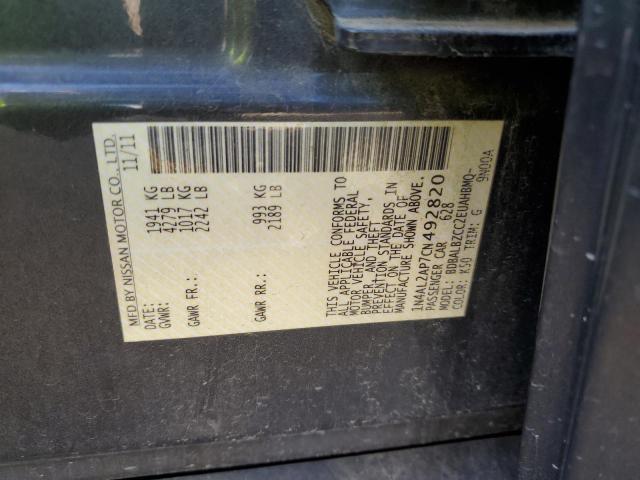 MFD BY NISSAN MOTOR CO., LTD.
DATE: 11/11
GVWR: 1941 KG
4279 LB
GAWR FR.: 1017 KG
2242 LB
GAWR RR.: 993 KG
2189 LB
THIS VEHICLE CONFORMS TO
ALL APPLICABLE FEDERAL
MOTOR VEHICLE SAFETY,
BUMPER, AND THEFT
PREVENTION STANDARDS IN
EFFECT ON THE DATE OF
MANUFACTURE SHOWN ABOVE.
1N4AL2AP7CN492820
PASSENGER CAR 628
MODEL: BDBALBZCCZEUAHBMQ-
COLOR: K50 TRIM: G 9N00A